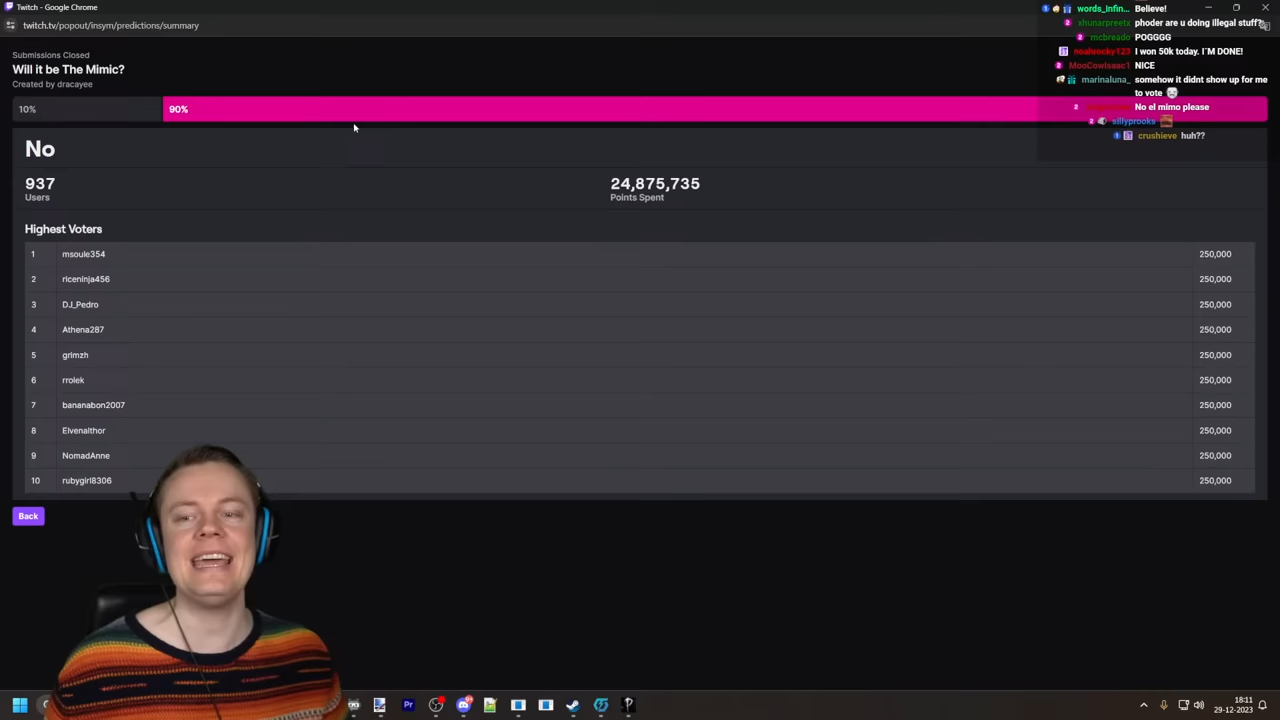 Twitch - Google Chrome
twitch.tv/popout/insym/predictions/summary
Submissions Closed
Will it be The Mimic?
Created by dracayee
10%
90%
No
937
Users
24,875,735
Points Spent
Highest Voters
1 msoule354 250,000
2 riceninja456 250,000
3 DJ_Pedro 250,000
4 Athena287 250,000
5 grimzh 250,000
6 rrolek 250,000
7 bananabon2007 250,000
8 Elvenalthor 250,000
9 NomadAnne 250,000
10 rubygirl8306 250,000
Back
words_Infin... Believe!
xhunarpreetx phoder are u doing illegal stuff?
mcbreado POGGGG
noahrocky123 I won 50k today. I´M DONE!
MooCowIsaac1 NICE
marinaluna_ somehow it didnt show up for me
to vote
No el mimo please
sillyprooks
crushieve huh??
18:11
29-12-2023